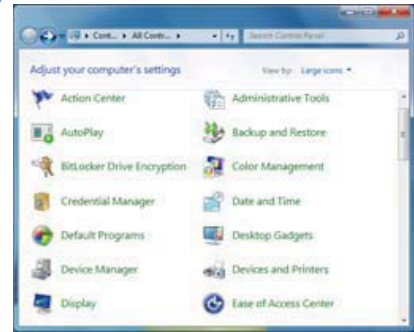 Cont... All Contr...
Search Control Panel
Adjust your computer's settings
View by: Large icons
Action Center Administrative Tools
AutoPlay Backup and Restore
BitLocker Drive Encryption Color Management
Credential Manager Date and Time
Default Programs Desktop Gadgets
Device Manager Devices and Printers
Display Ease of Access Center